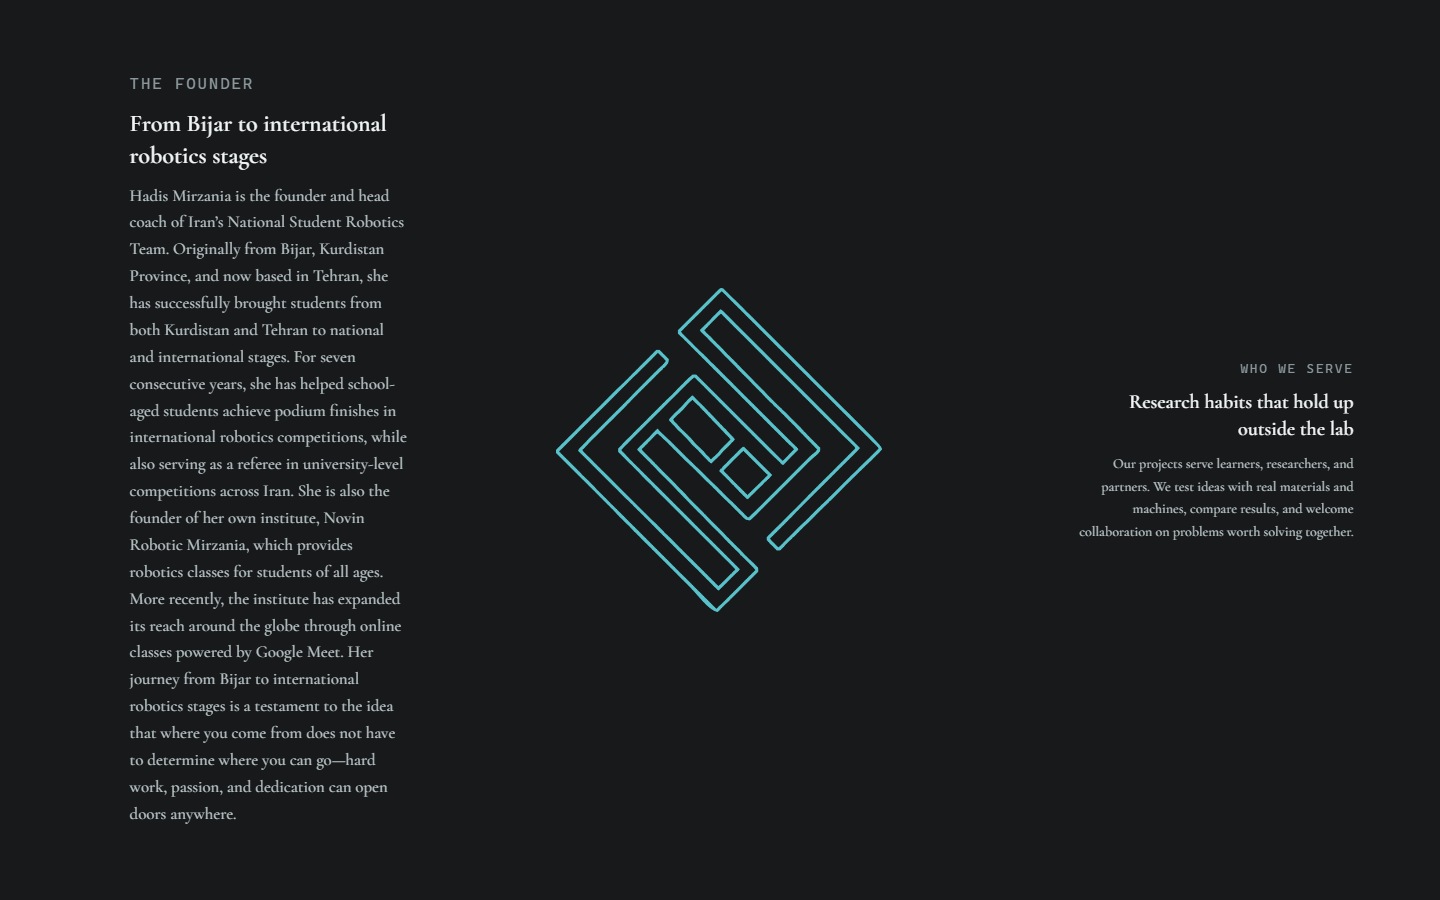 THE FOUNDER
From Bijar to international
robotics stages
Hadis Mirzania is the founder and head
coach of Iran’s National Student Robotics
Team. Originally from Bijar, Kurdistan
Province, and now based in Tehran, she
has successfully brought students from
both Kurdistan and Tehran to national
and international stages. For seven
consecutive years, she has helped school-
aged students achieve podium finishes in
international robotics competitions, while
also serving as a referee in university-level
competitions across Iran. She is also the
founder of her own institute, Novin
Robotic Mirzania, which provides
robotics classes for students of all ages.
More recently, the institute has expanded
its reach around the globe through online
classes powered by Google Meet. Her
journey from Bijar to international
robotics stages is a testament to the idea
that where you come from does not have
to determine where you can go—hard
work, passion, and dedication can open
doors anywhere.
WHO WE SERVE
Research habits that hold up
outside the lab
Our projects serve learners, researchers, and
partners. We test ideas with real materials and
machines, compare results, and welcome
collaboration on problems worth solving together.